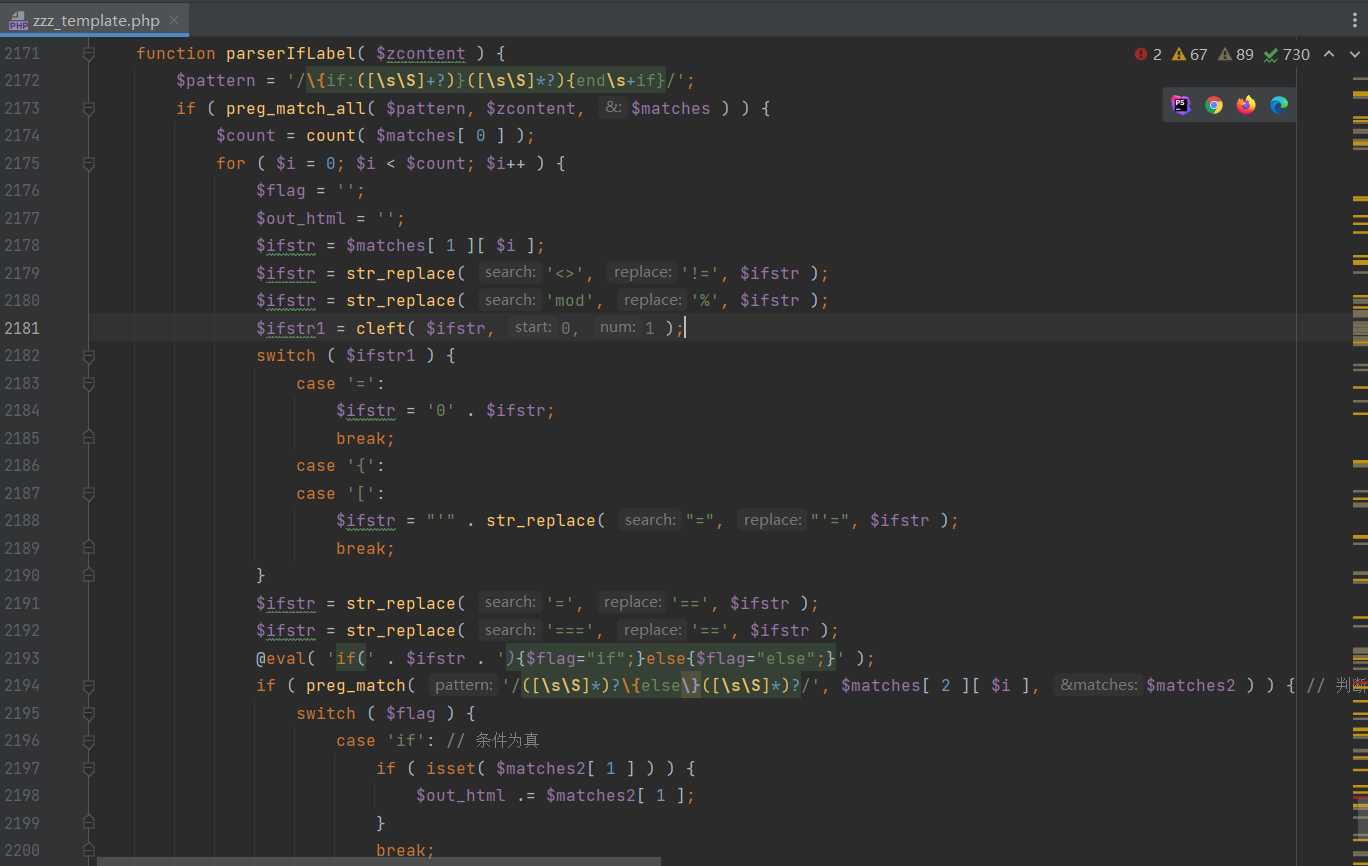 PHP zzz_template.php ×
2 67 89 730
PS
2171 function parserIfLabel( $zcontent ) {
2172 $pattern = '/\{if:([\s\S]+?)}([\s\S]*?){end\s+if}/';
2173 if ( preg_match_all( $pattern, $zcontent, &: $matches ) ) {
2174 $count = count( $matches[ 0 ] );
2175 for ( $i = 0; $i < $count; $i++ ) {
2176 $flag = '';
2177 $out_html = '';
2178 $ifstr = $matches[ 1 ][ $i ];
2179 $ifstr = str_replace( search: '<>', replace: '!=', $ifstr );
2180 $ifstr = str_replace( search: 'mod', replace: '%', $ifstr );
2181 $ifstr1 = cleft( $ifstr, start: 0, num: 1 );
2182 switch ( $ifstr1 ) {
2183 case '=':
2184 $ifstr = '0' . $ifstr;
2185 break;
2186 case '{':
2187 case '[':
2188 $ifstr = "'" . str_replace( search: "=", replace: "'=", $ifstr );
2189 break;
2190 }
2191 $ifstr = str_replace( search: '=', replace: '==', $ifstr );
2192 $ifstr = str_replace( search: '===', replace: '==', $ifstr );
2193 @eval( 'if(' . $ifstr . '){$flag="if";}else{$flag="else";}' );
2194 if ( preg_match( pattern: '/([\s\S]*)?\{else\}([\s\S]*)?/', $matches[ 2 ][ $i ], &matches: $matches2 ) ) { // 判断
2195 switch ( $flag ) {
2196 case 'if': // 条件为真
2197 if ( isset( $matches2[ 1 ] ) ) {
2198 $out_html .= $matches2[ 1 ];
2199 }
2200 break;